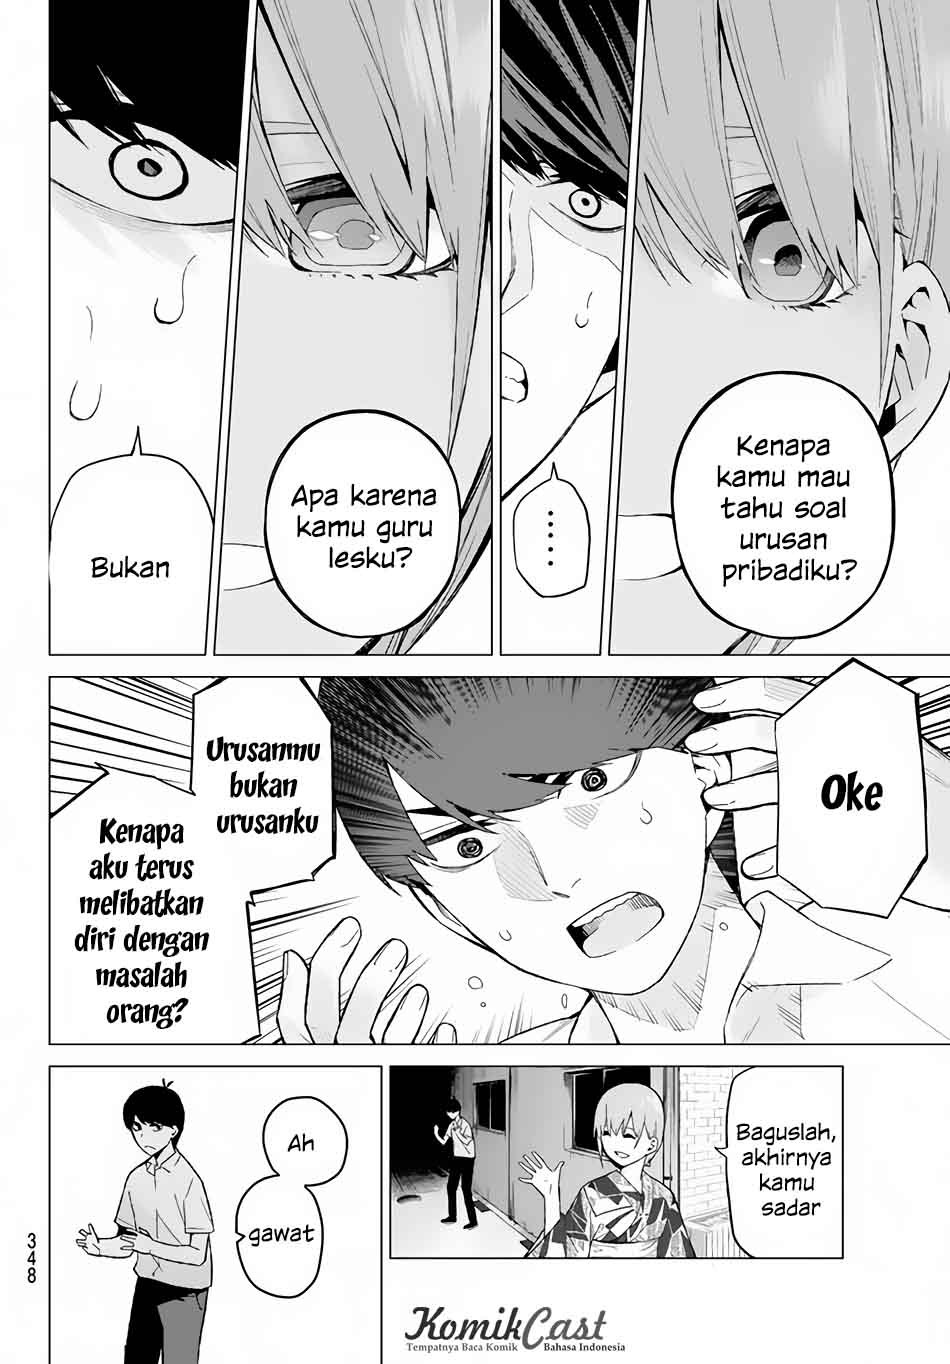 Kenapa
kamu mau
tahu soal
urusan
pribadiku?
.....
Apa karena
kamu guru
lesku?
Bukan
Oke
Urusanmu
bukan
urusanku
Kenapa
aku terus
melibatkan
diri dengan
masalah
orang?
Baguslah,
akhirnya
kamu
sadar
Ah
gawat
348
KomikCast
Tempatnya Baca Komik Bahasa Indonesia